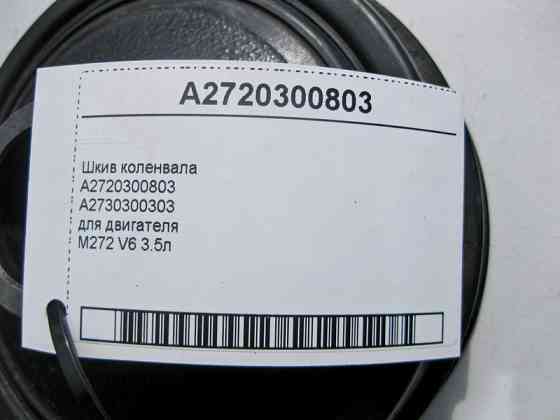 A2720300803
Шкив коленвала
A2720300803
A2730300303
для двигателя
M272 V6 3.5л